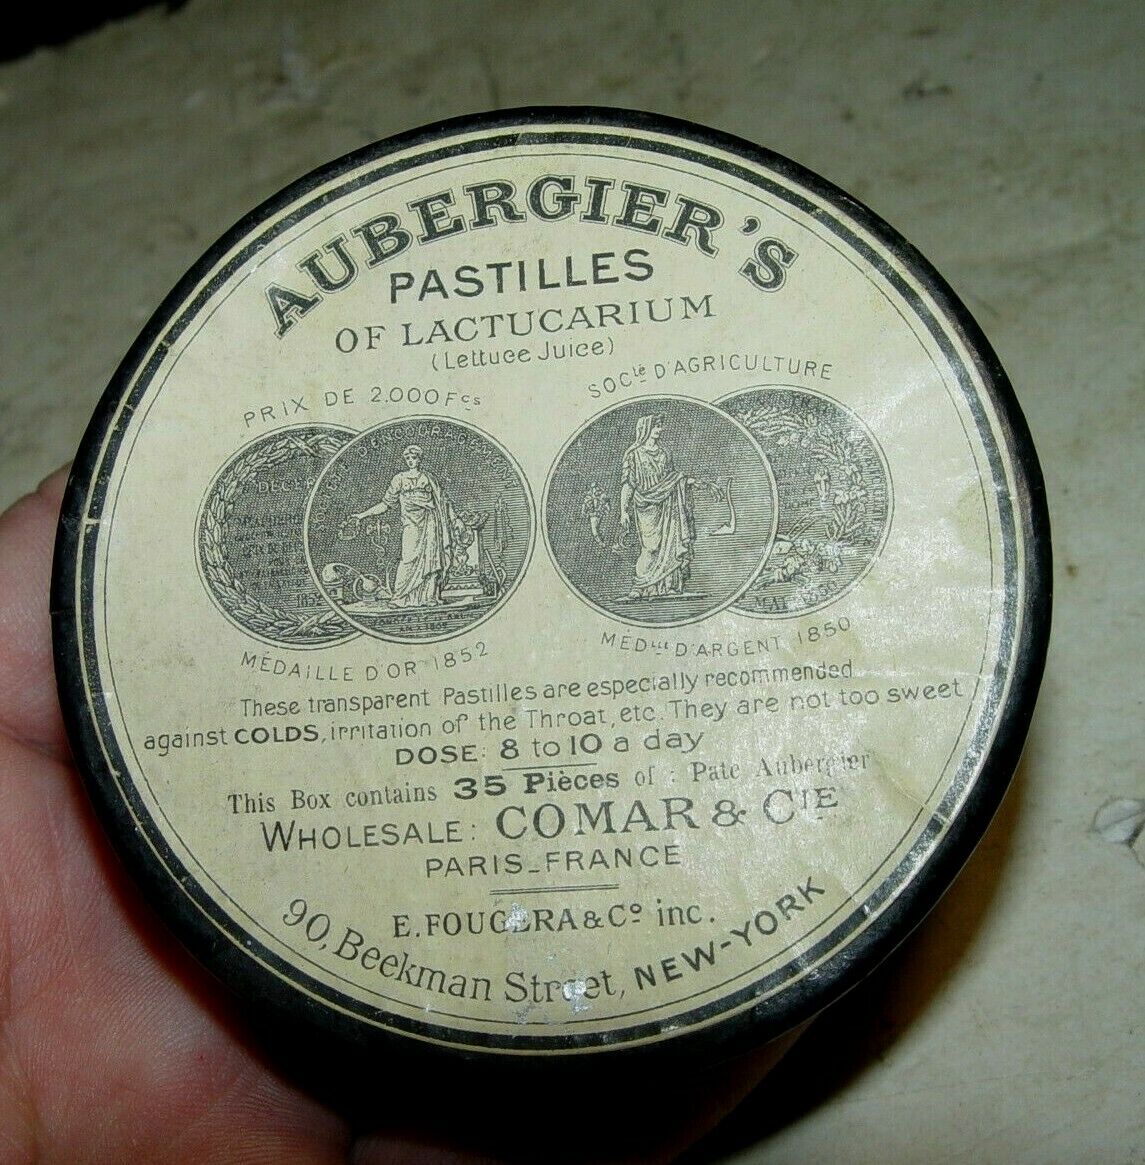 AUBERGIER'S
PASTILLES
OF LACTUCARIUM
(Lettuce Juice)
PRIX DE 2.000 Fcs
SOCté D'AGRICULTURE
1852
MÉDAILLE D'OR 1852
MÉDlle D'ARGENT 1850
These transparent Pastilles are especially recommended
against COLDS, irritation of the Throat, etc. They are not too sweet
DOSE: 8 to 10 a day
This Box contains 35 Pièces of : Pate Aubergier
WHOLESALE: COMAR & CIE
PARIS_FRANCE
E. FOUGERA & Co inc.
90, Beekman Street, NEW-YORK